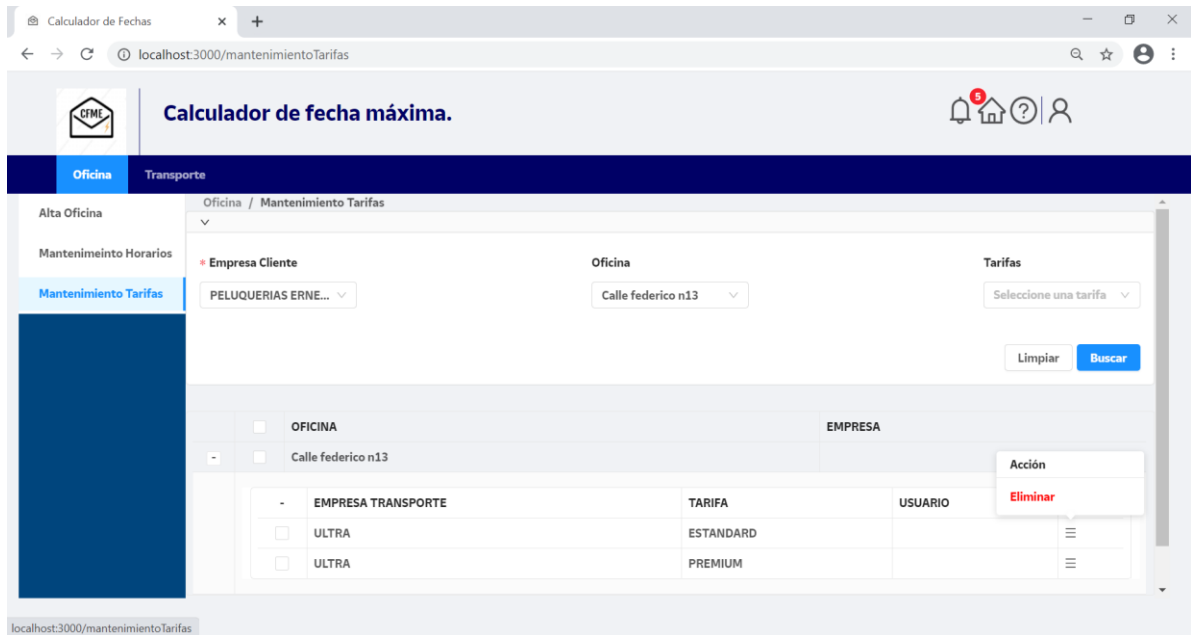 Calculador de Fechas
localhost:3000/mantenimientoTarifas
CFME
Calculador de fecha máxima.
5
Oficina Transporte
Alta Oficina
Mantenimeinto Horarios
Mantenimiento Tarifas
Oficina / Mantenimiento Tarifas
* Empresa Cliente Oficina Tarifas
PELUQUERIAS ERNE... Calle federico n13 Seleccione una tarifa
Limpiar Buscar
OFICINA EMPRESA
- Calle federico n13
Acción
Eliminar
- EMPRESA TRANSPORTE TARIFA USUARIO
ULTRA ESTANDARD
ULTRA PREMIUM
localhost:3000/mantenimientoTarifas